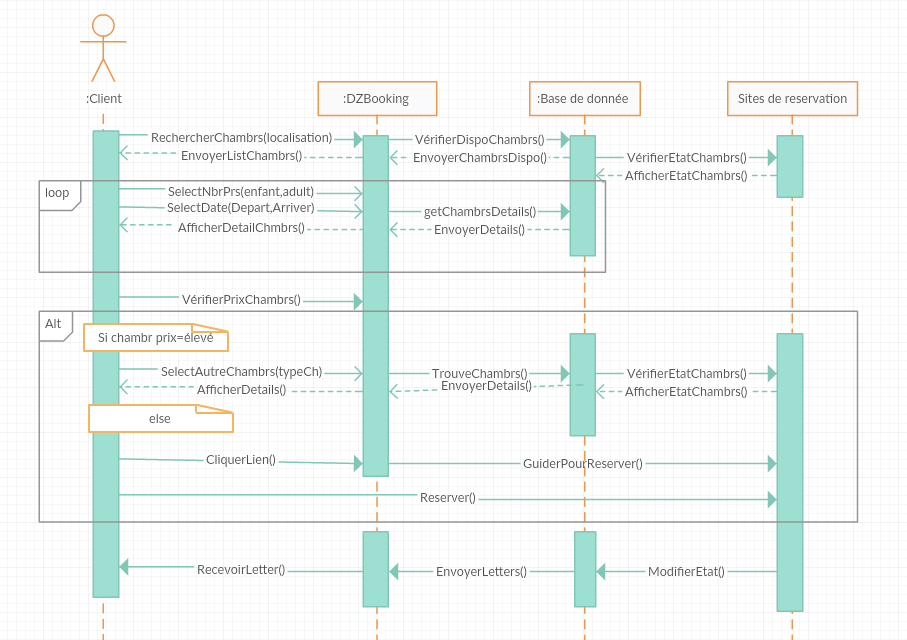 :Client
:DZBooking
:Base de donnée
Sites de reservation
RechercherChambrs(localisation)
VérifierDispoChambrs()
EnvoyerListChambrs()
EnvoyerChambrsDispo()
VérifierEtatChambrs()
AfficherEtatChambrs()
loop
SelectNbrPrs(enfant,adult)
SelectDate(Depart,Arriver)
getChambrsDetails()
AfficherDetailChmbrs()
EnvoyerDetails()
VérifierPrixChambrs()
Alt
Si chambr prix=élevé
SelectAutreChambrs(typeCh)
TrouveChambrs()
VérifierEtatChambrs()
AfficherDetails()
EnvoyerDetails()
AfficherEtatChambrs()
else
CliquerLien()
GuiderPourReserver()
Reserver()
RecevoirLetter()
EnvoyerLetters()
ModifierEtat()